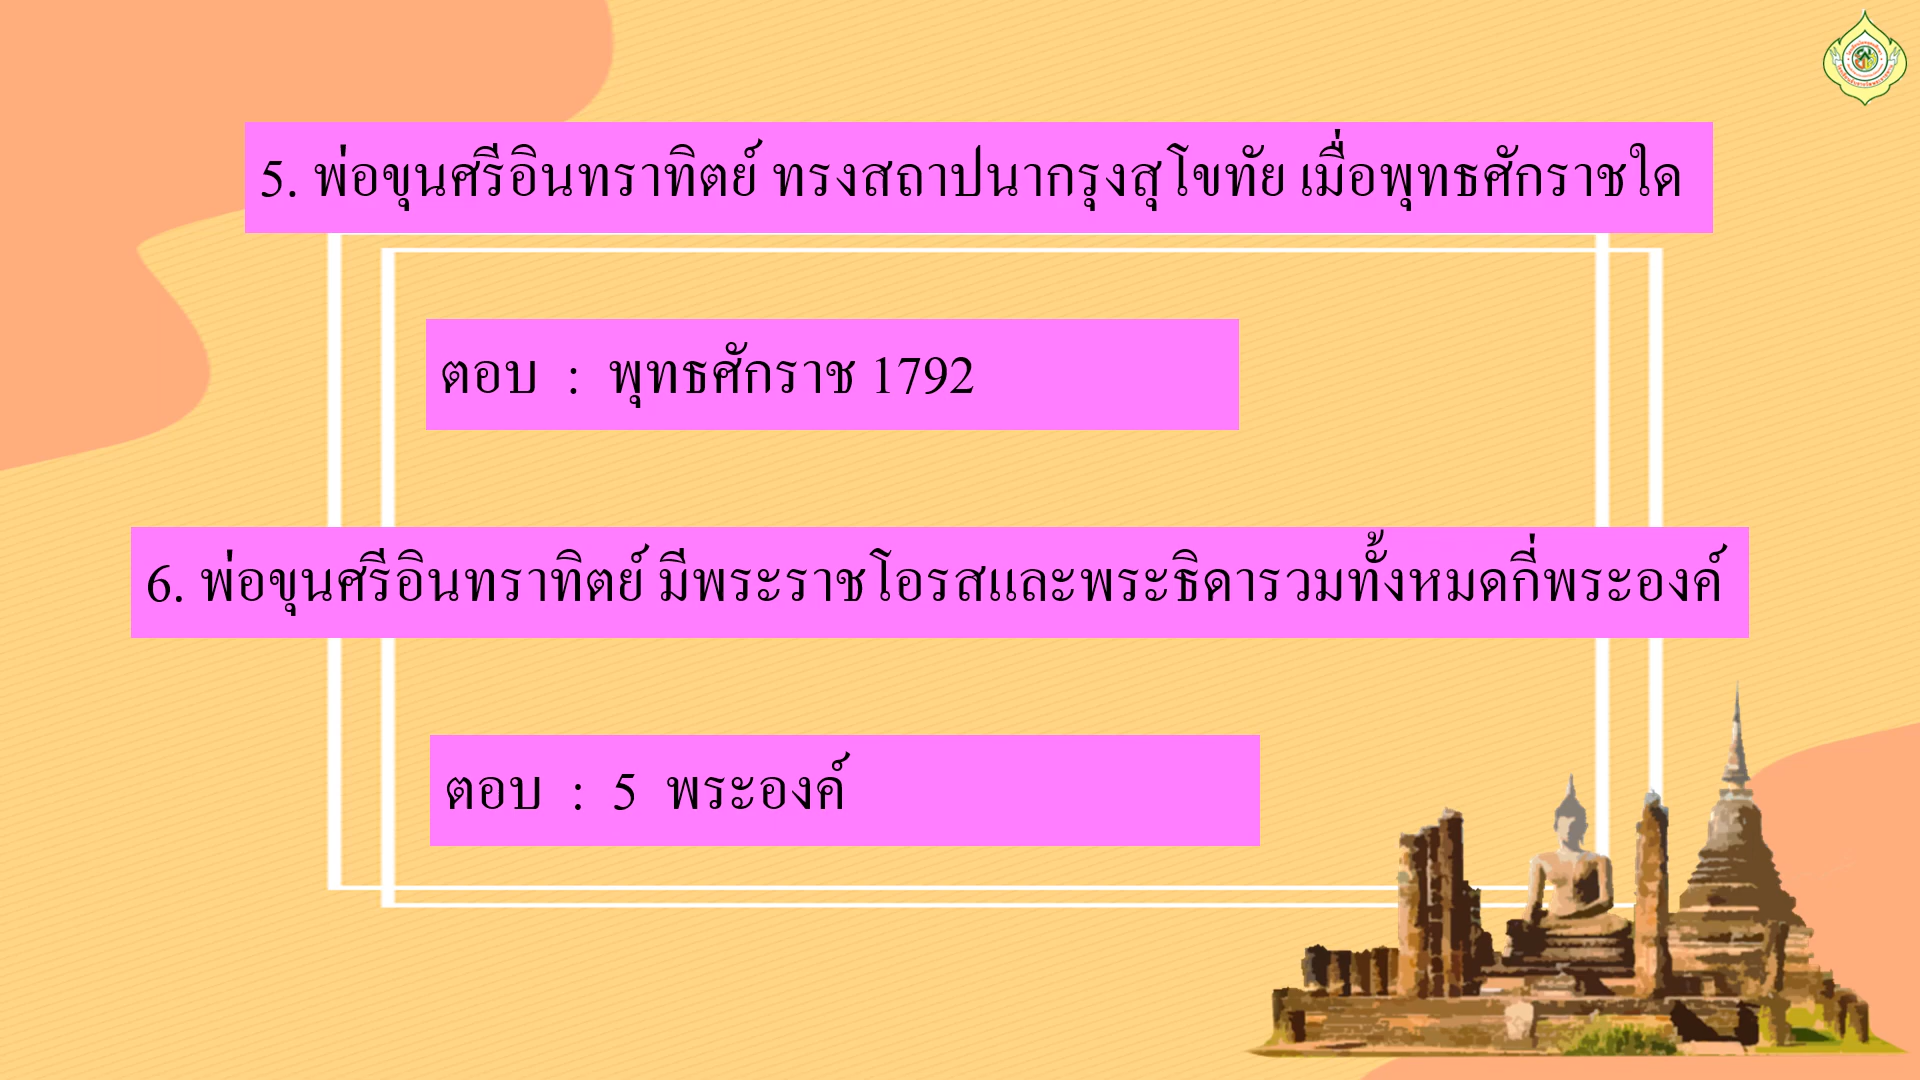 5. พ่อขุนศรีอินทราทิตย์ ทรงสถาปนากรุงสุโขทัย เมื่อพุทธศักราชใด
ตอบ : พุทธศักราช 1792
6. พ่อขุนศรีอินทราทิตย์ มีพระราชโอรสและพระธิดารวมทั้งหมดกี่พระองค์
ตอบ : 5 พระองค์